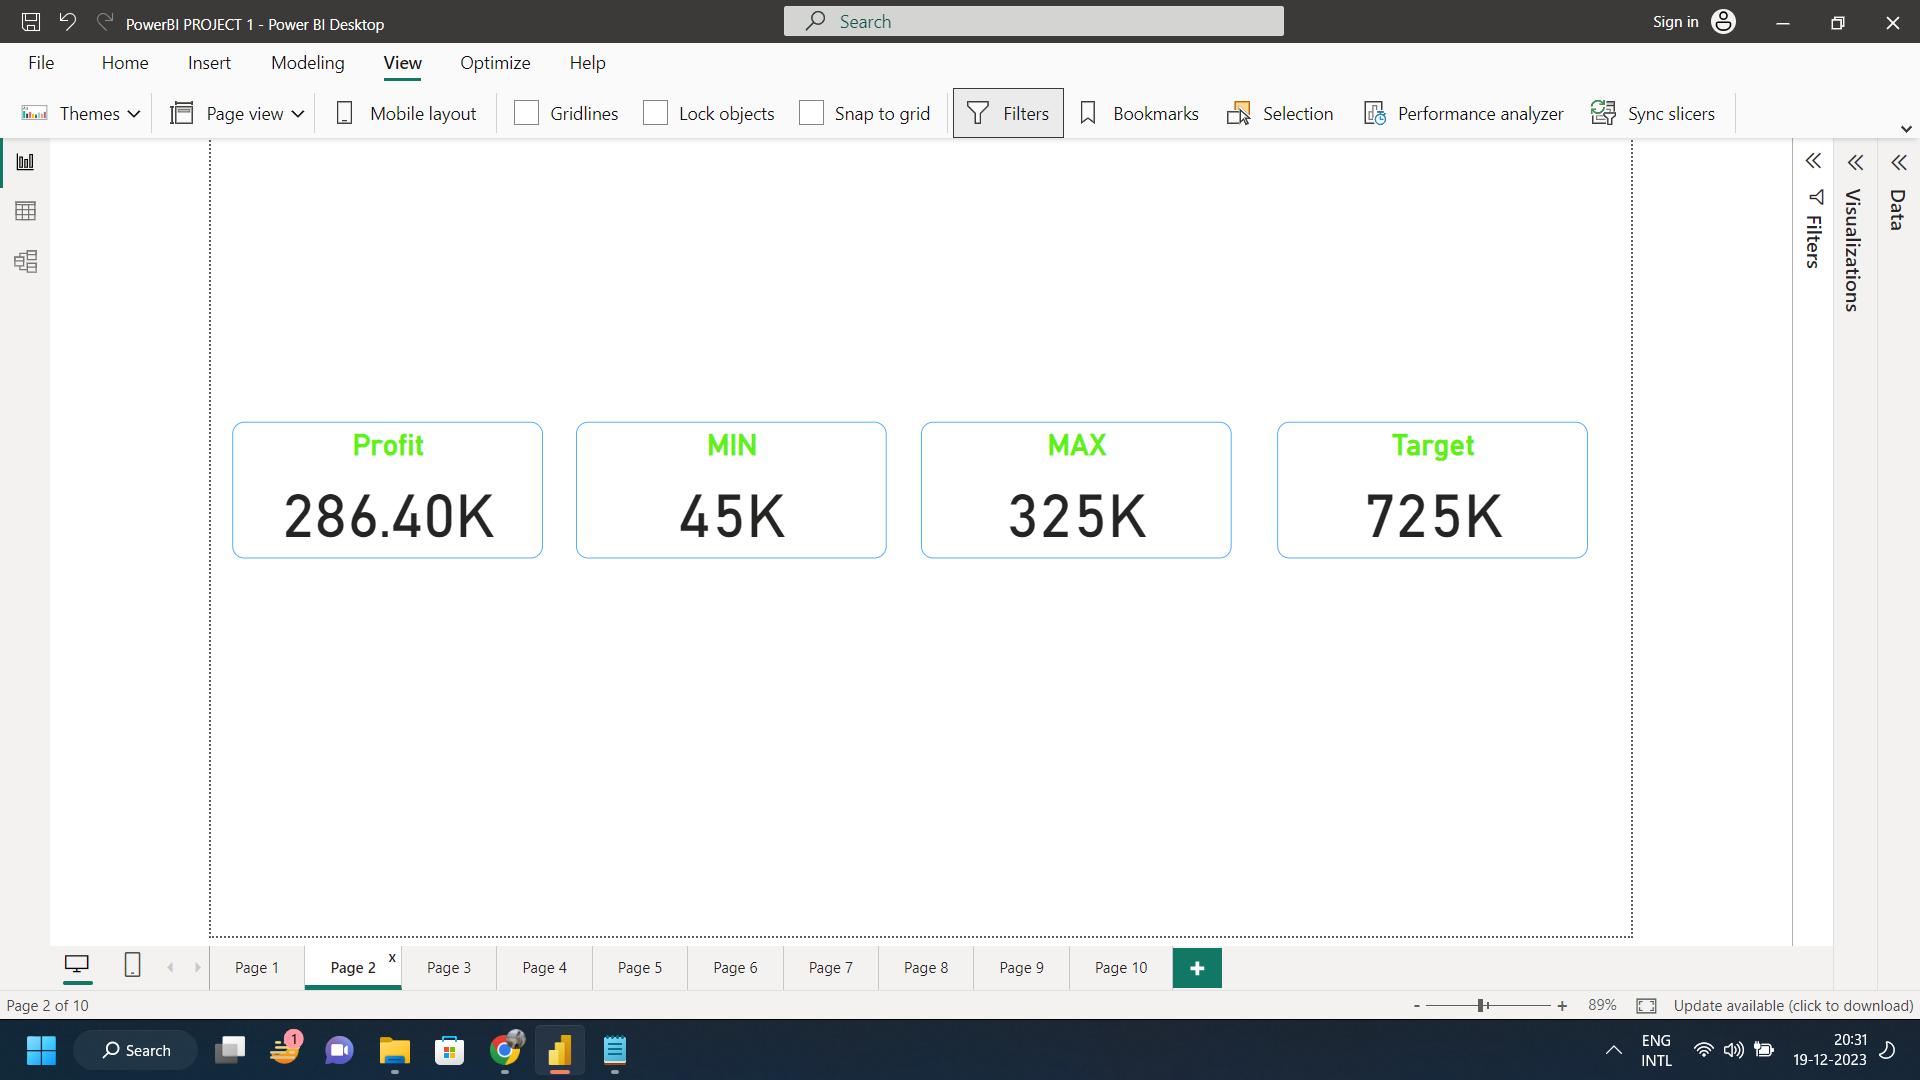 PowerBI PROJECT 1 - Power BI Desktop
Search
Sign in
File Home Insert Modeling View Optimize Help
Themes Page view Mobile layout Gridlines Lock objects Snap to grid Filters Bookmarks Selection Performance analyzer Sync slicers
Filters
Visualizations
Data
Profit
286.40K
MIN
45K
MAX
325K
Target
725K
Page 1 Page 2 x Page 3 Page 4 Page 5 Page 6 Page 7 Page 8 Page 9 Page 10 +
Page 2 of 10
- + 89% Update available (click to download)
Search
1
ENG
INTL
20:31
19-12-2023